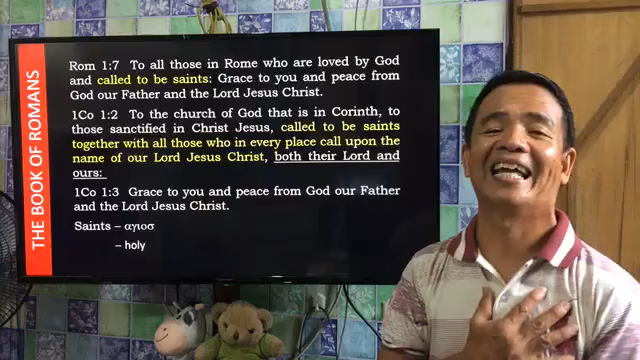 THE BOOK OF ROMANS
Rom 1:7 To all those in Rome who are loved by God
and called to be saints: Grace to you and peace from
God our Father and the Lord Jesus Christ.
1Co 1:2 To the church of God that is in Corinth, to
those sanctified in Christ Jesus, called to be saints
together with all those who in every place call upon the
name of our Lord Jesus Christ, both their Lord and
ours:
1Co 1:3 Grace to you and peace from God our Father
and the Lord Jesus Christ.
Saints – αγιοσ
– holy